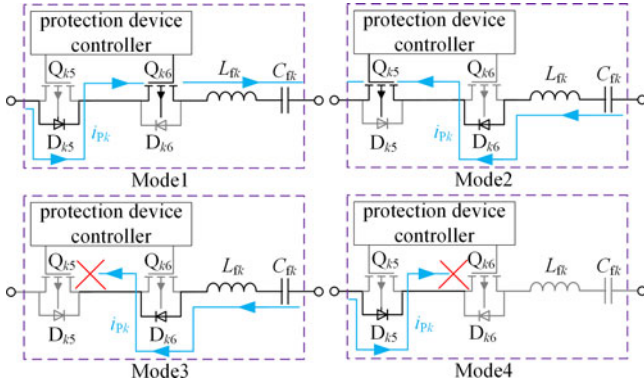 protection device
controller
Qk5
Qk6
Lfk
Cfk
iPk
Dk5
Dk6
Mode1
protection device
controller
Qk5
Qk6
Lfk
Cfk
iPk
Dk5
Dk6
Mode2
protection device
controller
Qk5
Qk6
Lfk
Cfk
iPk
Dk5
Dk6
Mode3
protection device
controller
Qk5
Qk6
Lfk
Cfk
iPk
Dk5
Dk6
Mode4